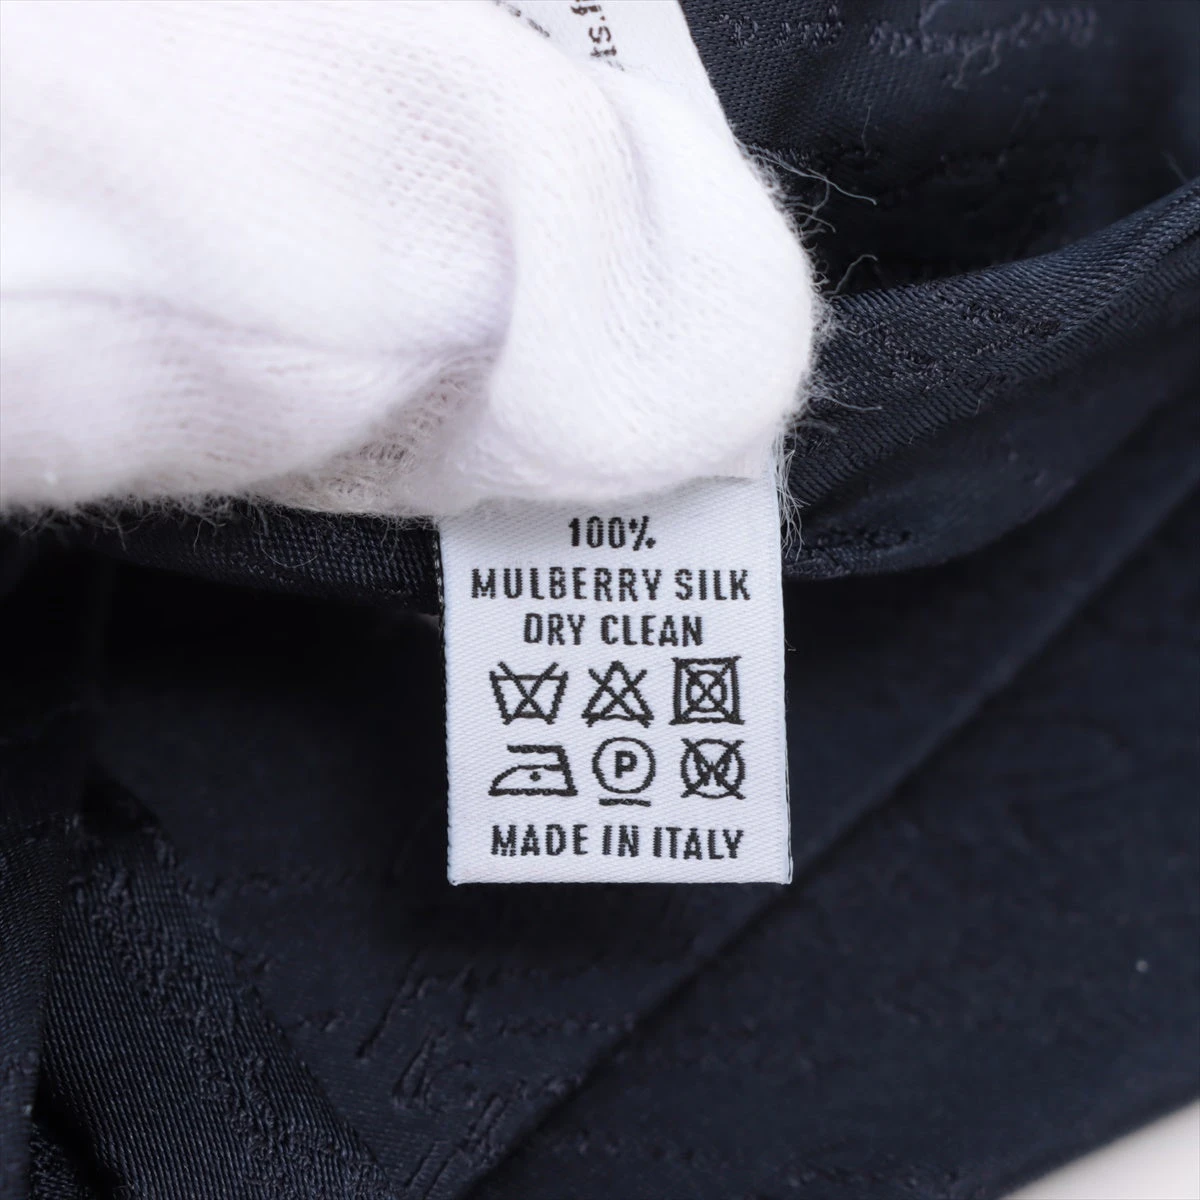 100%
MULBERRY SILK
DRY CLEAN
P
W
MADE IN ITALY